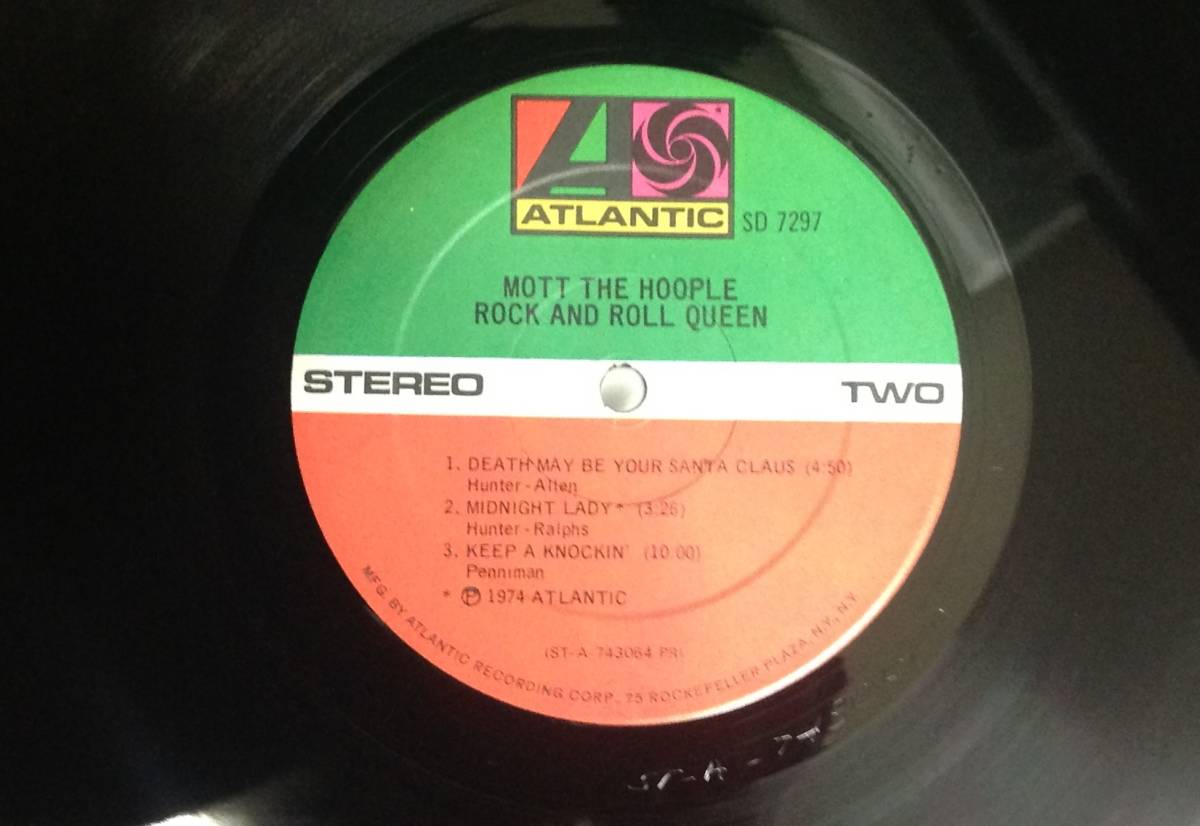 ATLANTIC
SD 7297
MOTT THE HOOPLE
ROCK AND ROLL QUEEN
STEREO
TWO
1. DEATH MAY BE YOUR SANTA CLAUS (4:50)
Hunter - Allen
2. MIDNIGHT LADY * (3:26)
Hunter - Ralphs
3. KEEP A KNOCKIN' (10:00)
Penniman
* ℗ 1974 ATLANTIC
(ST-A-743064 PR)
MFG. BY ATLANTIC RECORDING CORP., 75 ROCKEFELLER PLAZA, N.Y., N.Y.
ST-A-